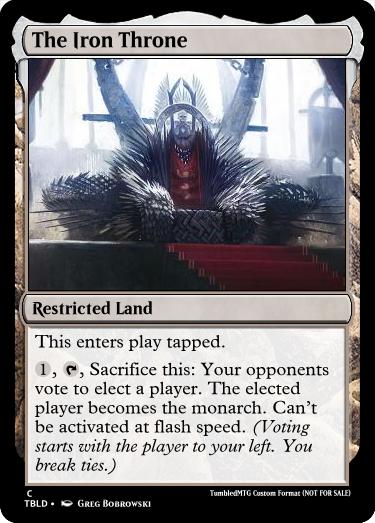 The Iron Throne
Restricted Land
This enters play tapped.
1, T, Sacrifice this: Your opponents
vote to elect a player. The elected
player becomes the monarch. Can't
be activated at flash speed. (Voting
starts with the player to your left. You
break ties.)
C
TBLD • Greg Bobrowski
TumbledMTG Custom Format (NOT FOR SALE)